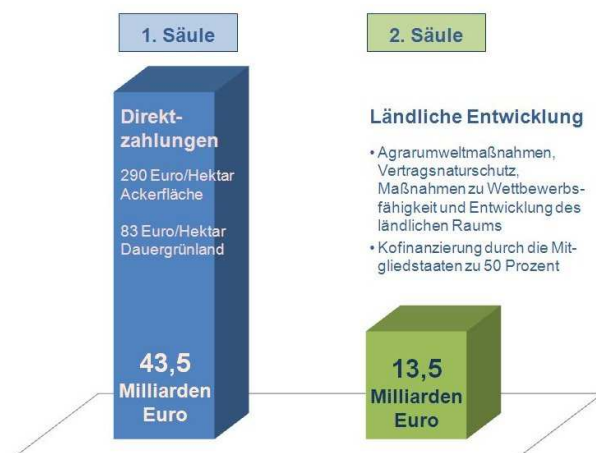 1. Säule
2. Säule
Direkt-
zahlungen
290 Euro/Hektar
Ackerfläche
83 Euro/Hektar
Dauergrünland
43,5
Milliarden
Euro
Ländliche Entwicklung
• Agrarumweltmaßnahmen,
Vertragsnaturschutz,
Maßnahmen zu Wettbewerbs-
fähigkeit und Entwicklung des
ländlichen Raums
• Kofinanzierung durch die Mit-
gliedstaaten zu 50 Prozent
13,5
Milliarden
Euro